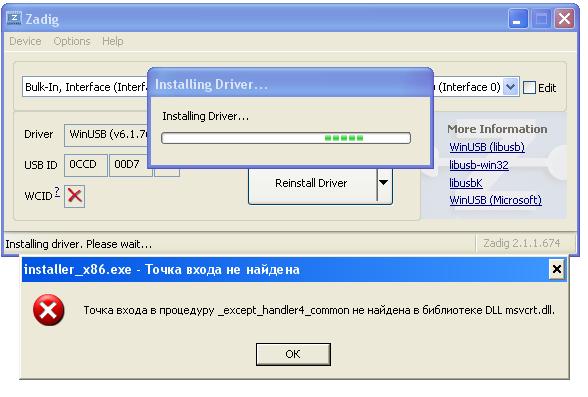 Zadig
Device Options Help
Bulk-In, Interface (Interf
(Interface 0)
Edit
Installing Driver...
Installing Driver...
Driver WinUSB (v6.1.76
USB ID 0CCD 00D7
WCID ?
Reinstall Driver
More Information
WinUSB (libusb)
libusb-win32
libusbK
WinUSB (Microsoft)
Installing driver. Please wait... Zadig 2.1.1.674
installer_x86.exe - Точка входа не найдена
Точка входа в процедуру _except_handler4_common не найдена в библиотеке DLL msvcrt.dll.
OK